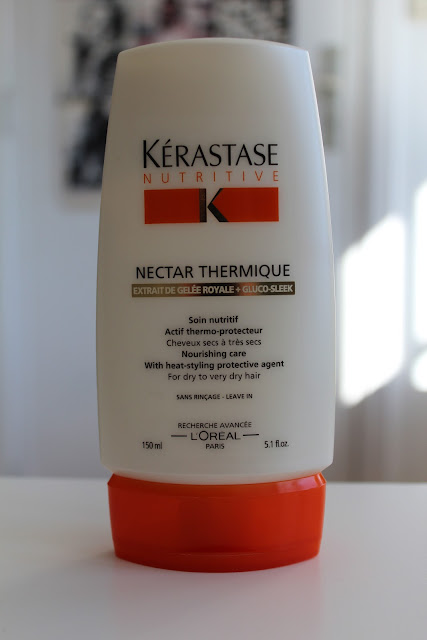 KÉRASTASE
NUTRITIVE
K
NECTAR THERMIQUE
EXTRAIT DE GELÉE ROYALE + GLUCO-SLEEK
Soin nutritif
Actif thermo-protecteur
Cheveux secs à très secs
Nourishing care
With heat-styling protective agent
For dry to very dry hair
SANS RINÇAGE - LEAVE IN
RECHERCHE AVANCÉE
L'ORÉAL
150 ml PARIS 5.1 fl.oz.